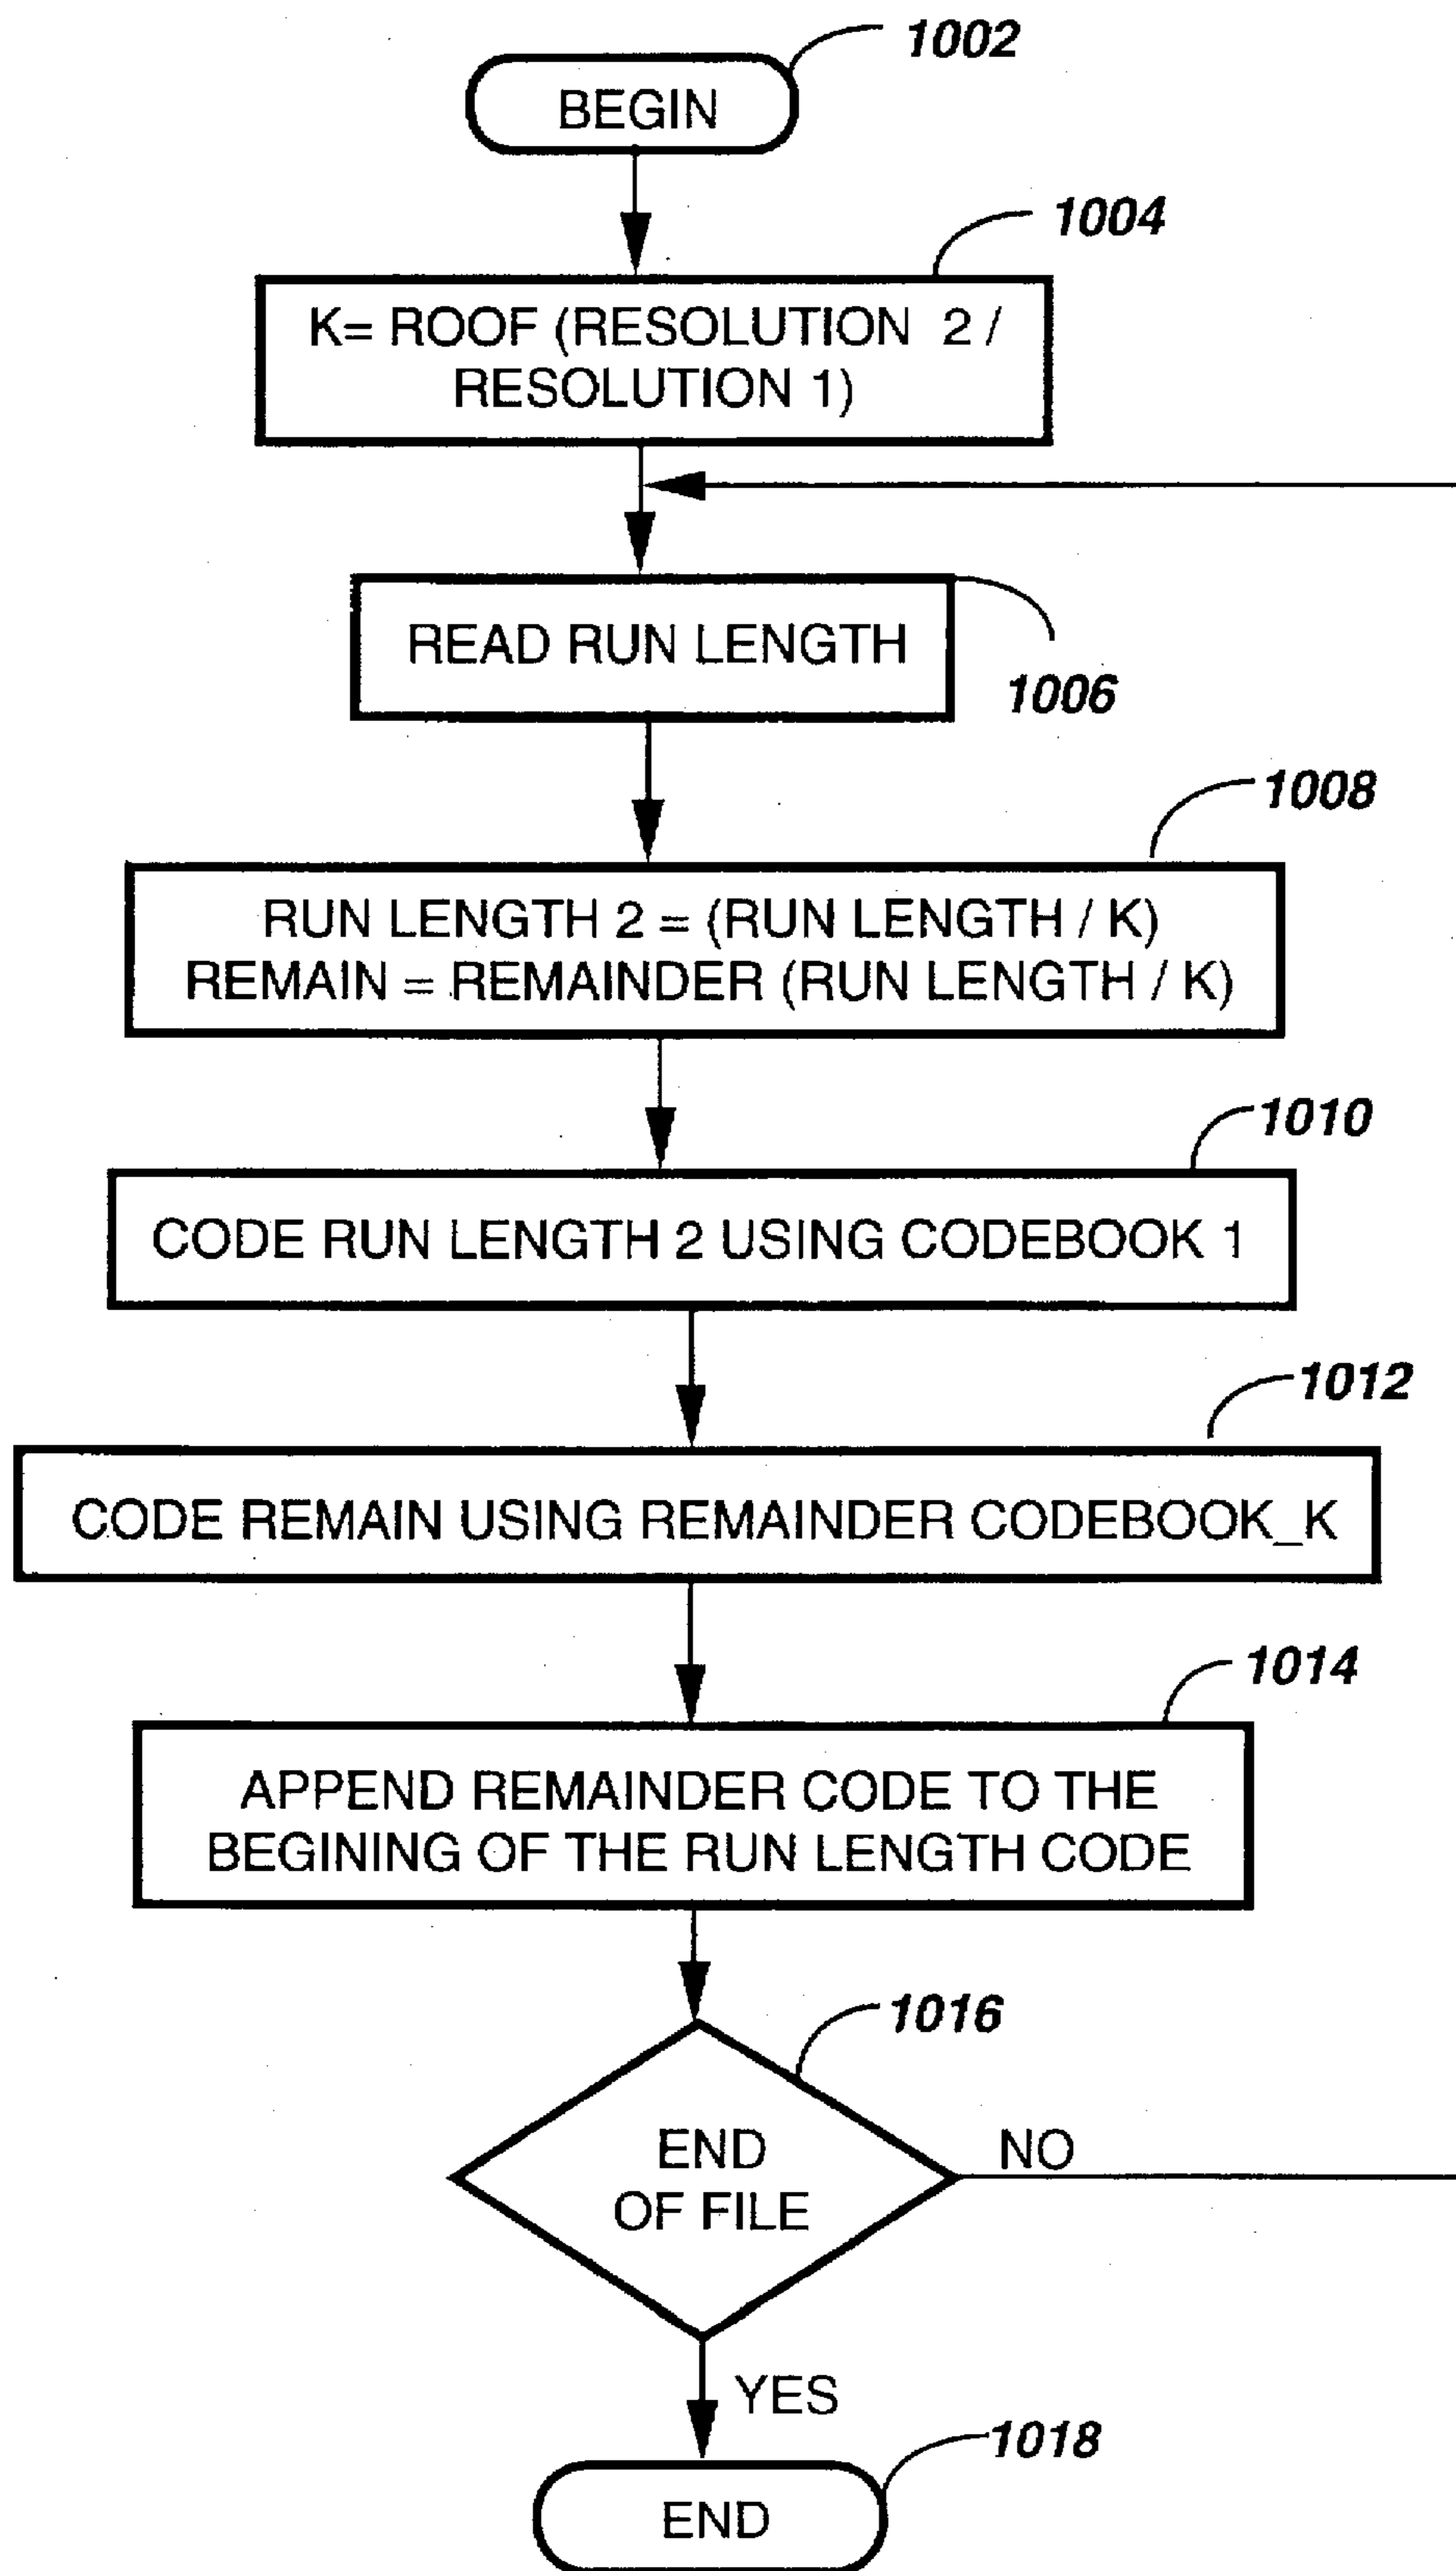 1002
BEGIN
1004
K= ROOF (RESOLUTION 2 /
RESOLUTION 1)
READ RUN LENGTH
1006
1008
RUN LENGTH 2 = (RUN LENGTH / K)
REMAIN = REMAINDER (RUN LENGTH / K)
1010
CODE RUN LENGTH 2 USING CODEBOOK 1
1012
CODE REMAIN USING REMAINDER CODEBOOK_K
1014
APPEND REMAINDER CODE TO THE
BEGINING OF THE RUN LENGTH CODE
1016
END
OF FILE
NO
YES
1018
END